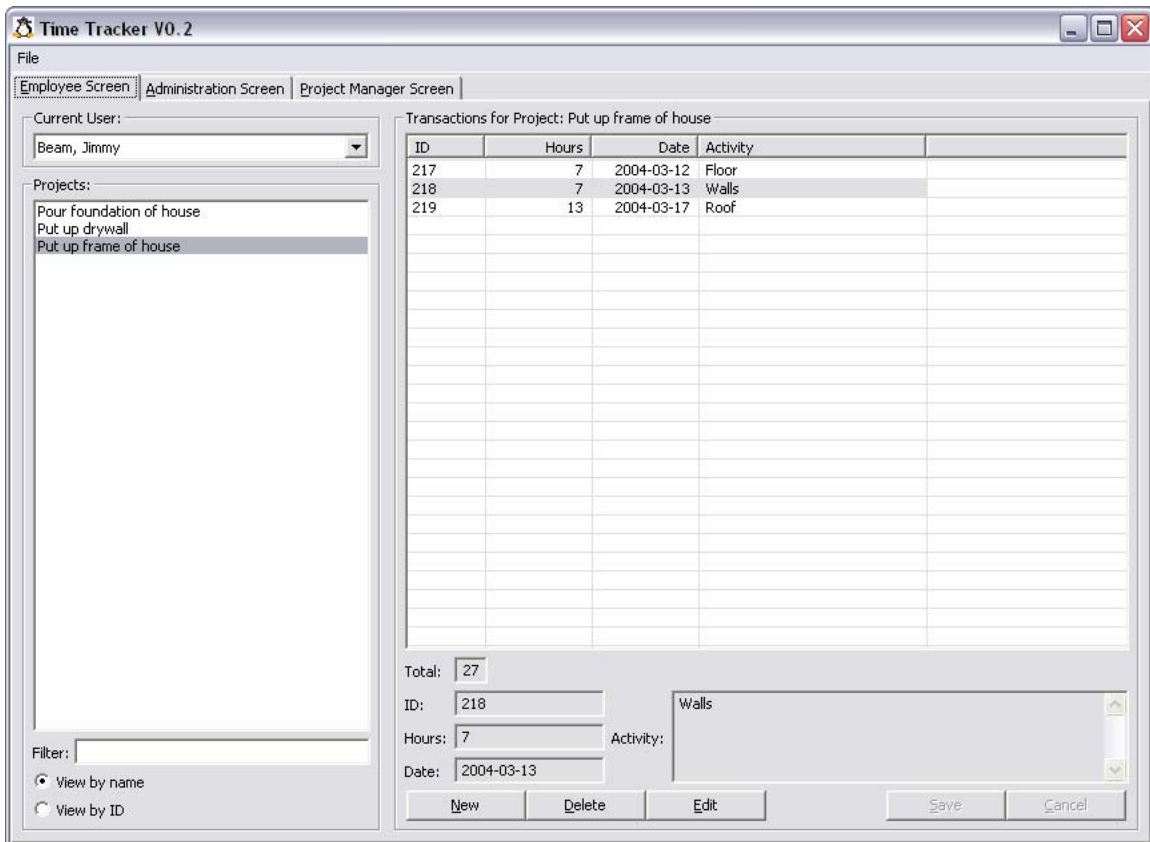 Time Tracker V0.2
File
Employee Screen Administration Screen Project Manager Screen
Current User:
Beam, Jimmy
Projects:
Pour foundation of house
Put up drywall
Put up frame of house
Filter:
View by name
View by ID
Transactions for Project: Put up frame of house
ID Hours Date Activity
217 7 2004-03-12 Floor
218 7 2004-03-13 Walls
219 13 2004-03-17 Roof
Total: 27
ID: 218
Hours: 7
Date: 2004-03-13
Activity: Walls
New Delete Edit Save Cancel